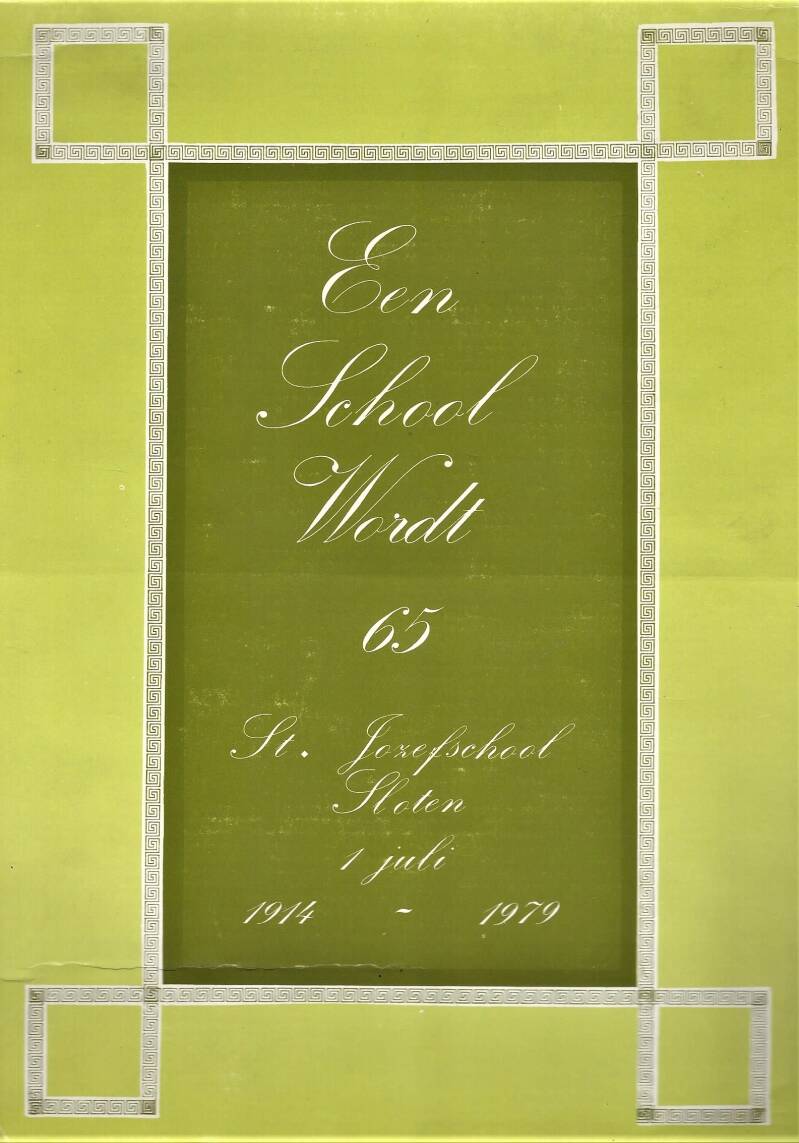 Een
School
Wordt
65
St. Jozefschool
Sloten
1 juli
1914 - 1979